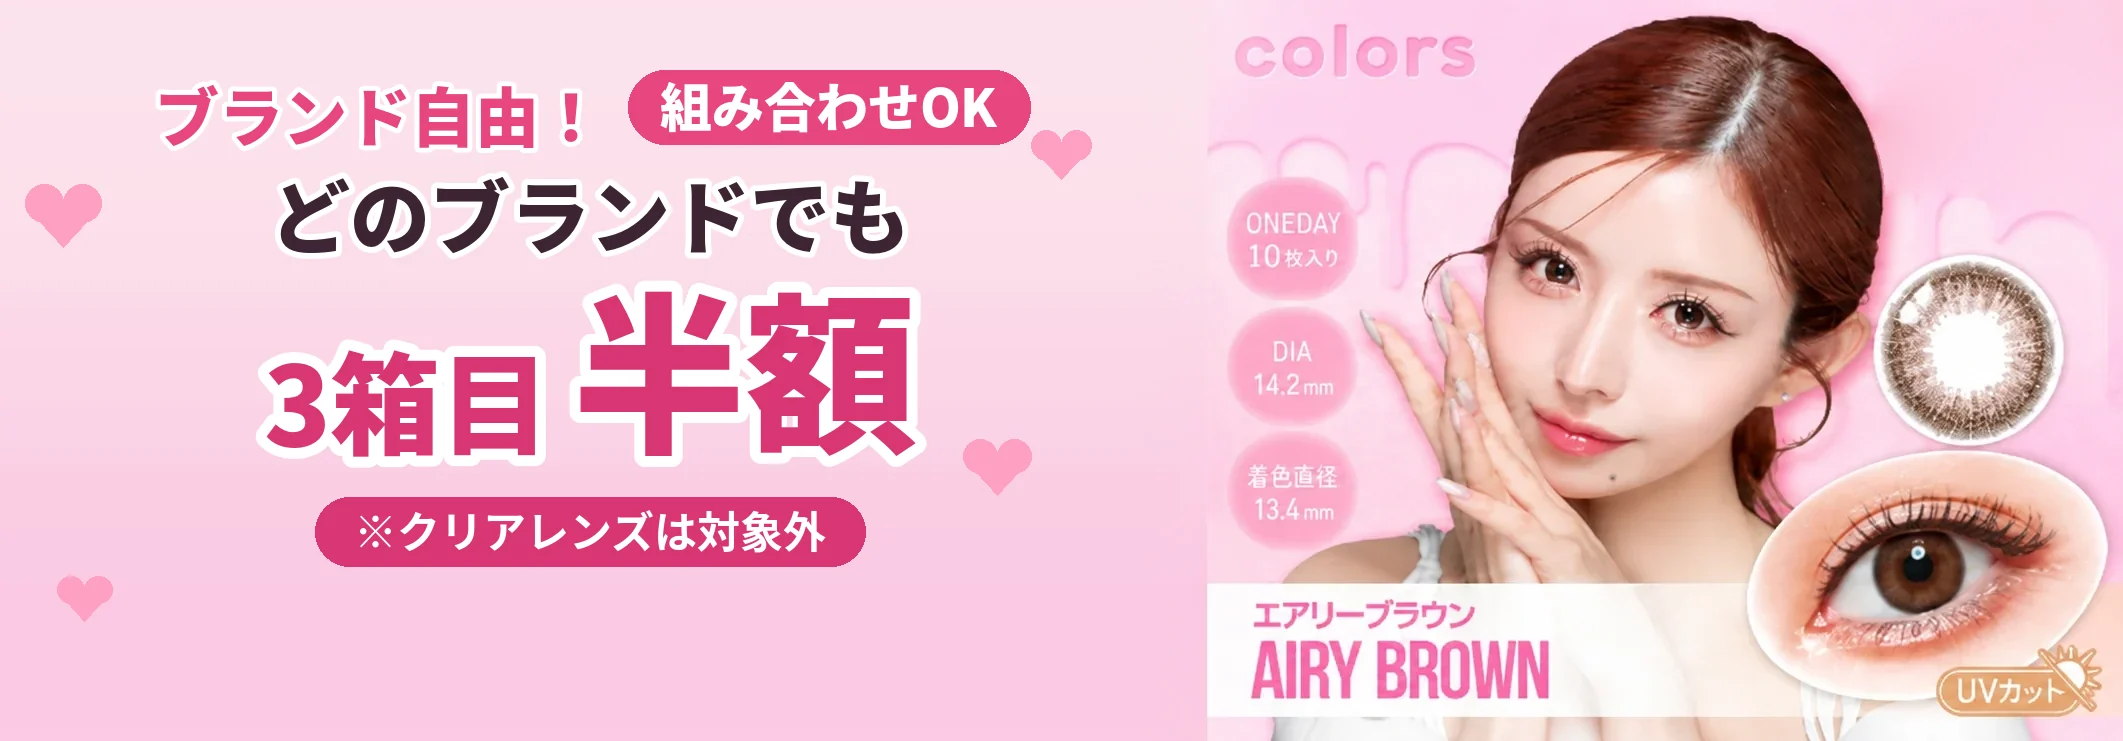 ブランド自由！
組み合わせOK
どのブランドでも
3箱目 半額
※クリアレンズは対象外
colors
ONEDAY
10枚入り
DIA
14.2mm
着色直径
13.4mm
エアリーブラウン
AIRY BROWN
UVカット